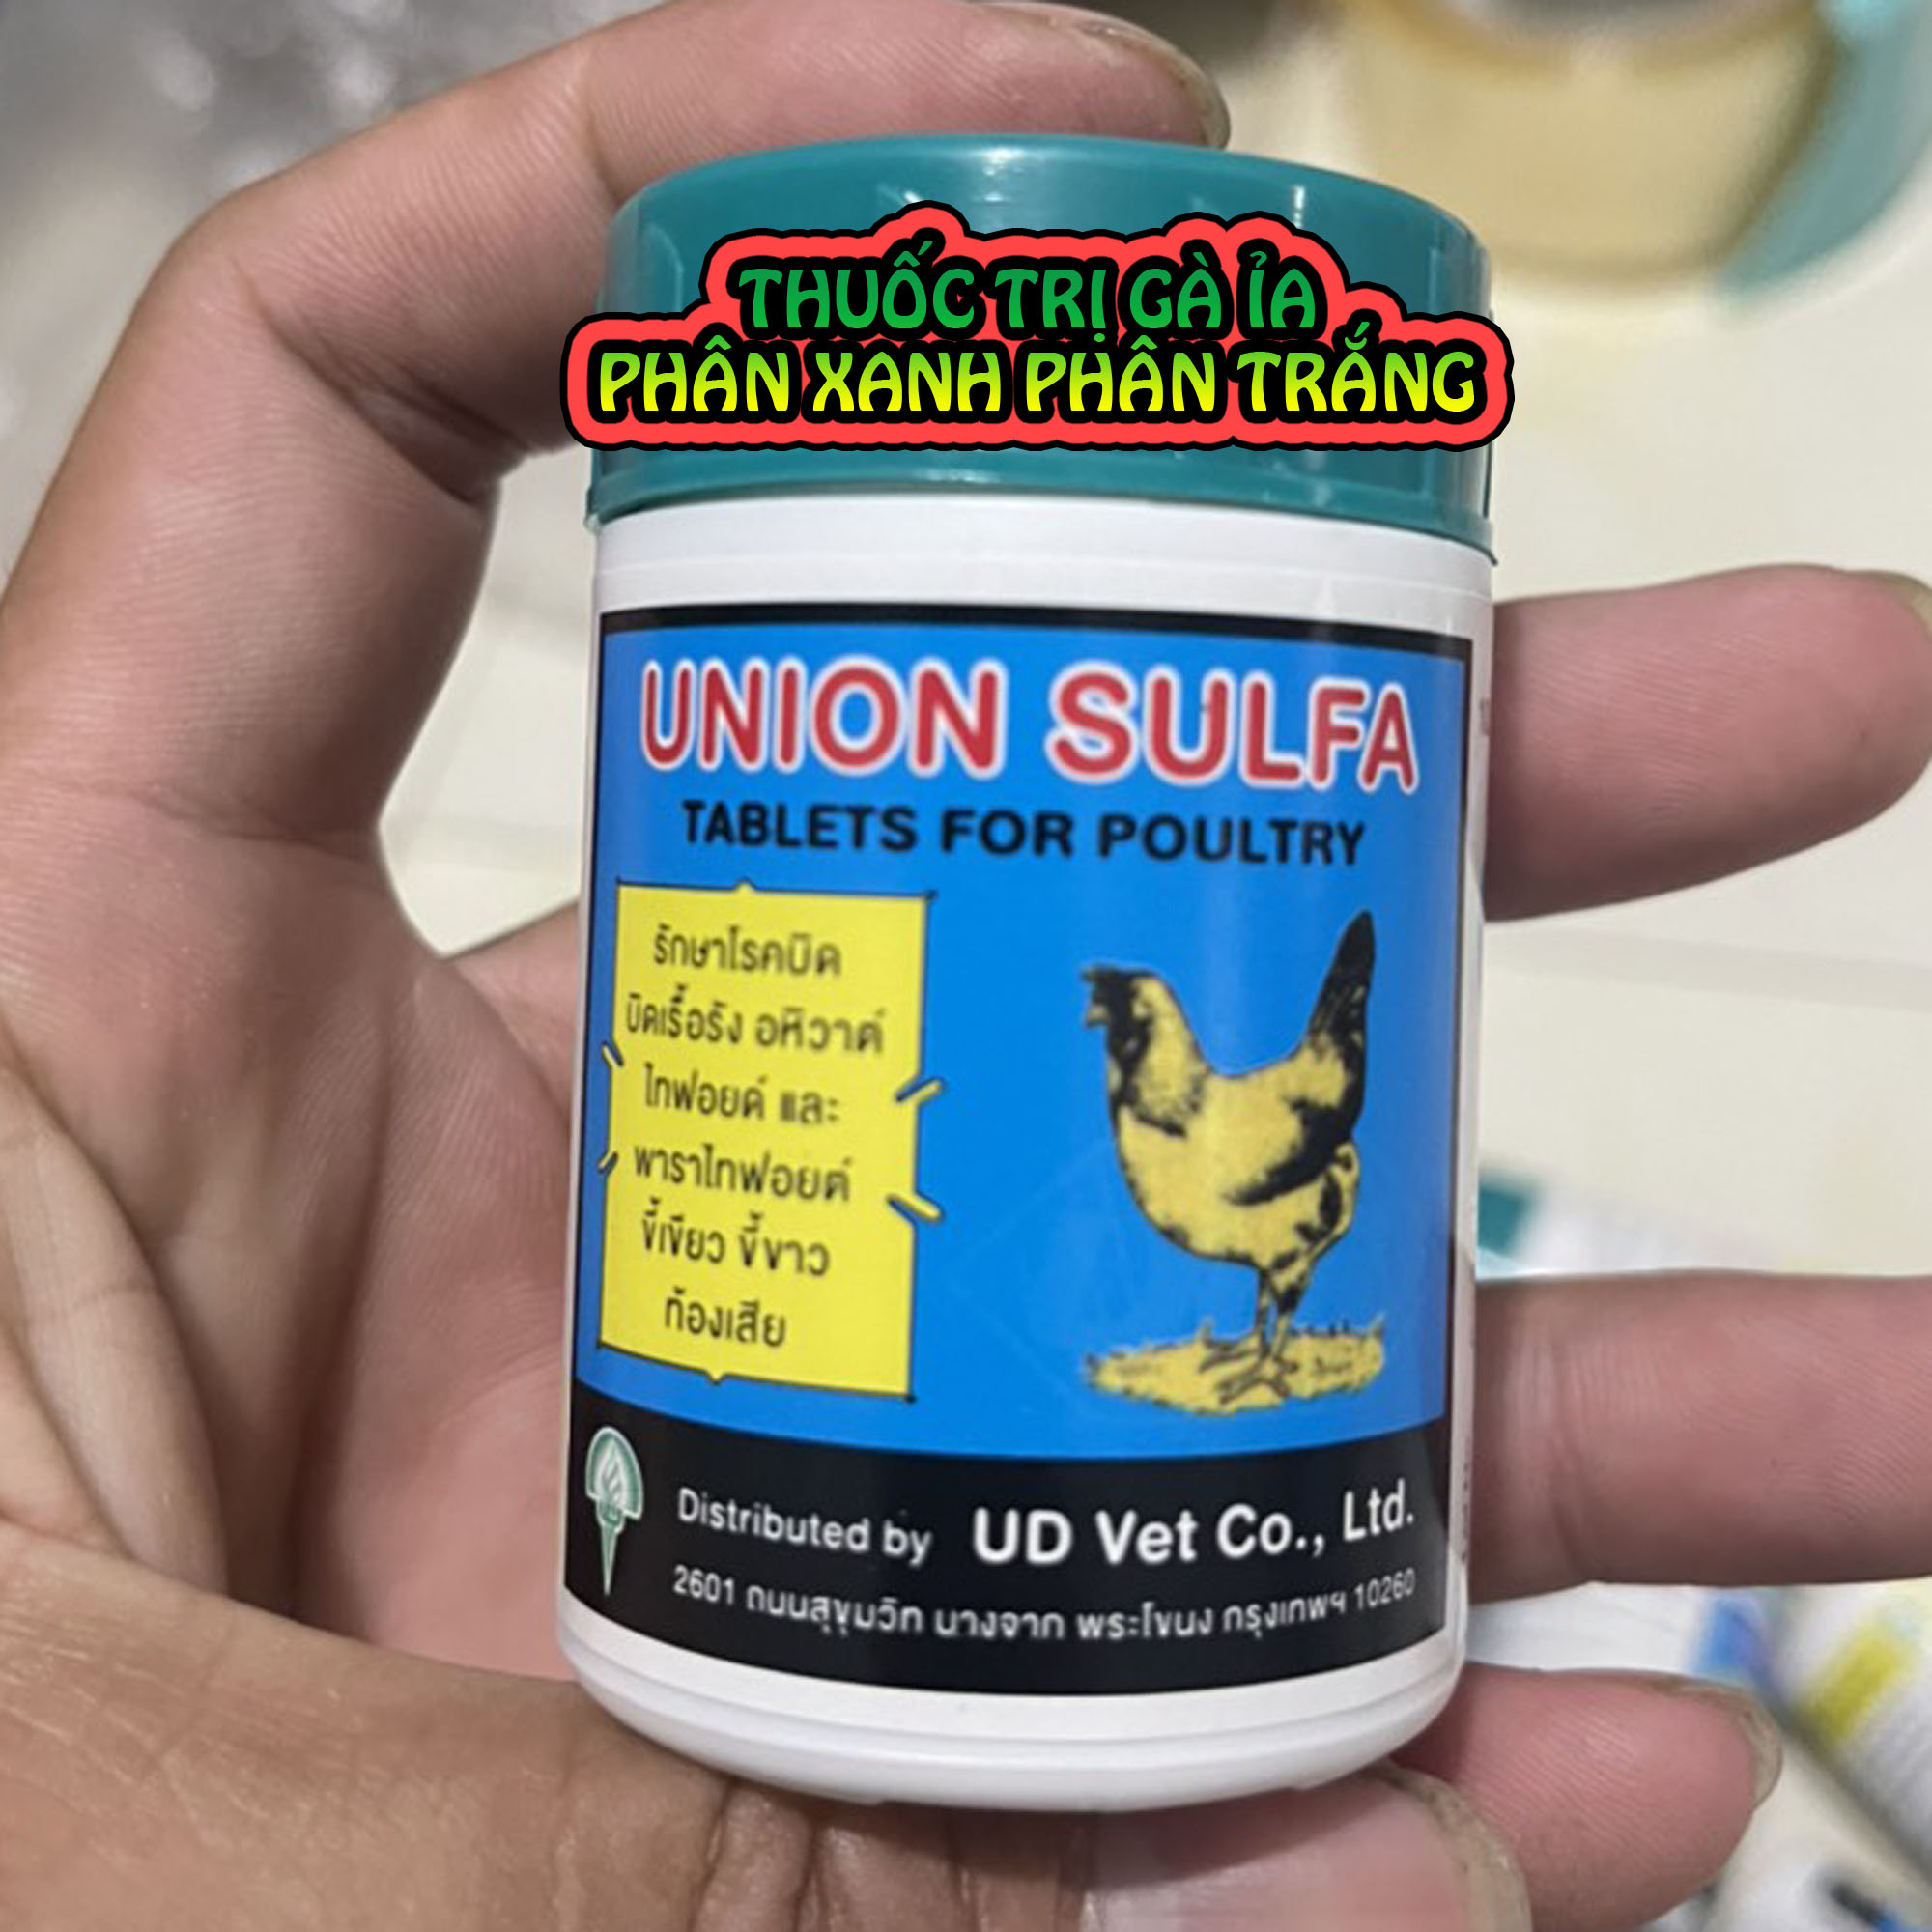 THUỐC TRỊ GÀ ỈA
PHÂN XANH PHÂN TRẮNG
UNION SULFA
TABLETS FOR POULTRY
รักษาโรคบิด
บิดเรื้อรัง อหิวาต์
ไทฟอยด์ และ
พาราไทฟอยด์
ขี้เขียว ขี้ขาว
ท้องเสีย
Distributed by UD Vet Co., Ltd.
2601 ถนนสุขุมวิท บางจาก พระโขนง กรุงเทพฯ 10260